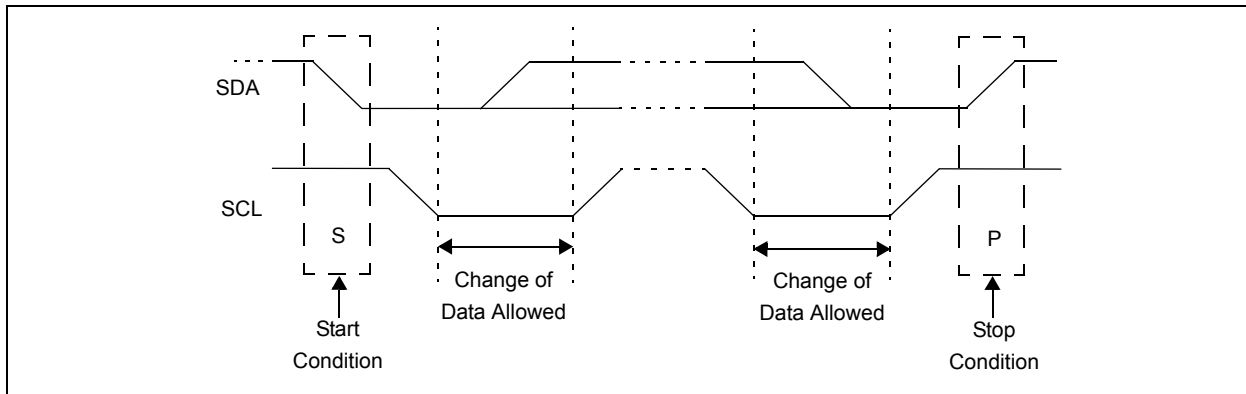 SDA
SCL
S
P
Change of
Data Allowed
Change of
Data Allowed
Start
Condition
Stop
Condition